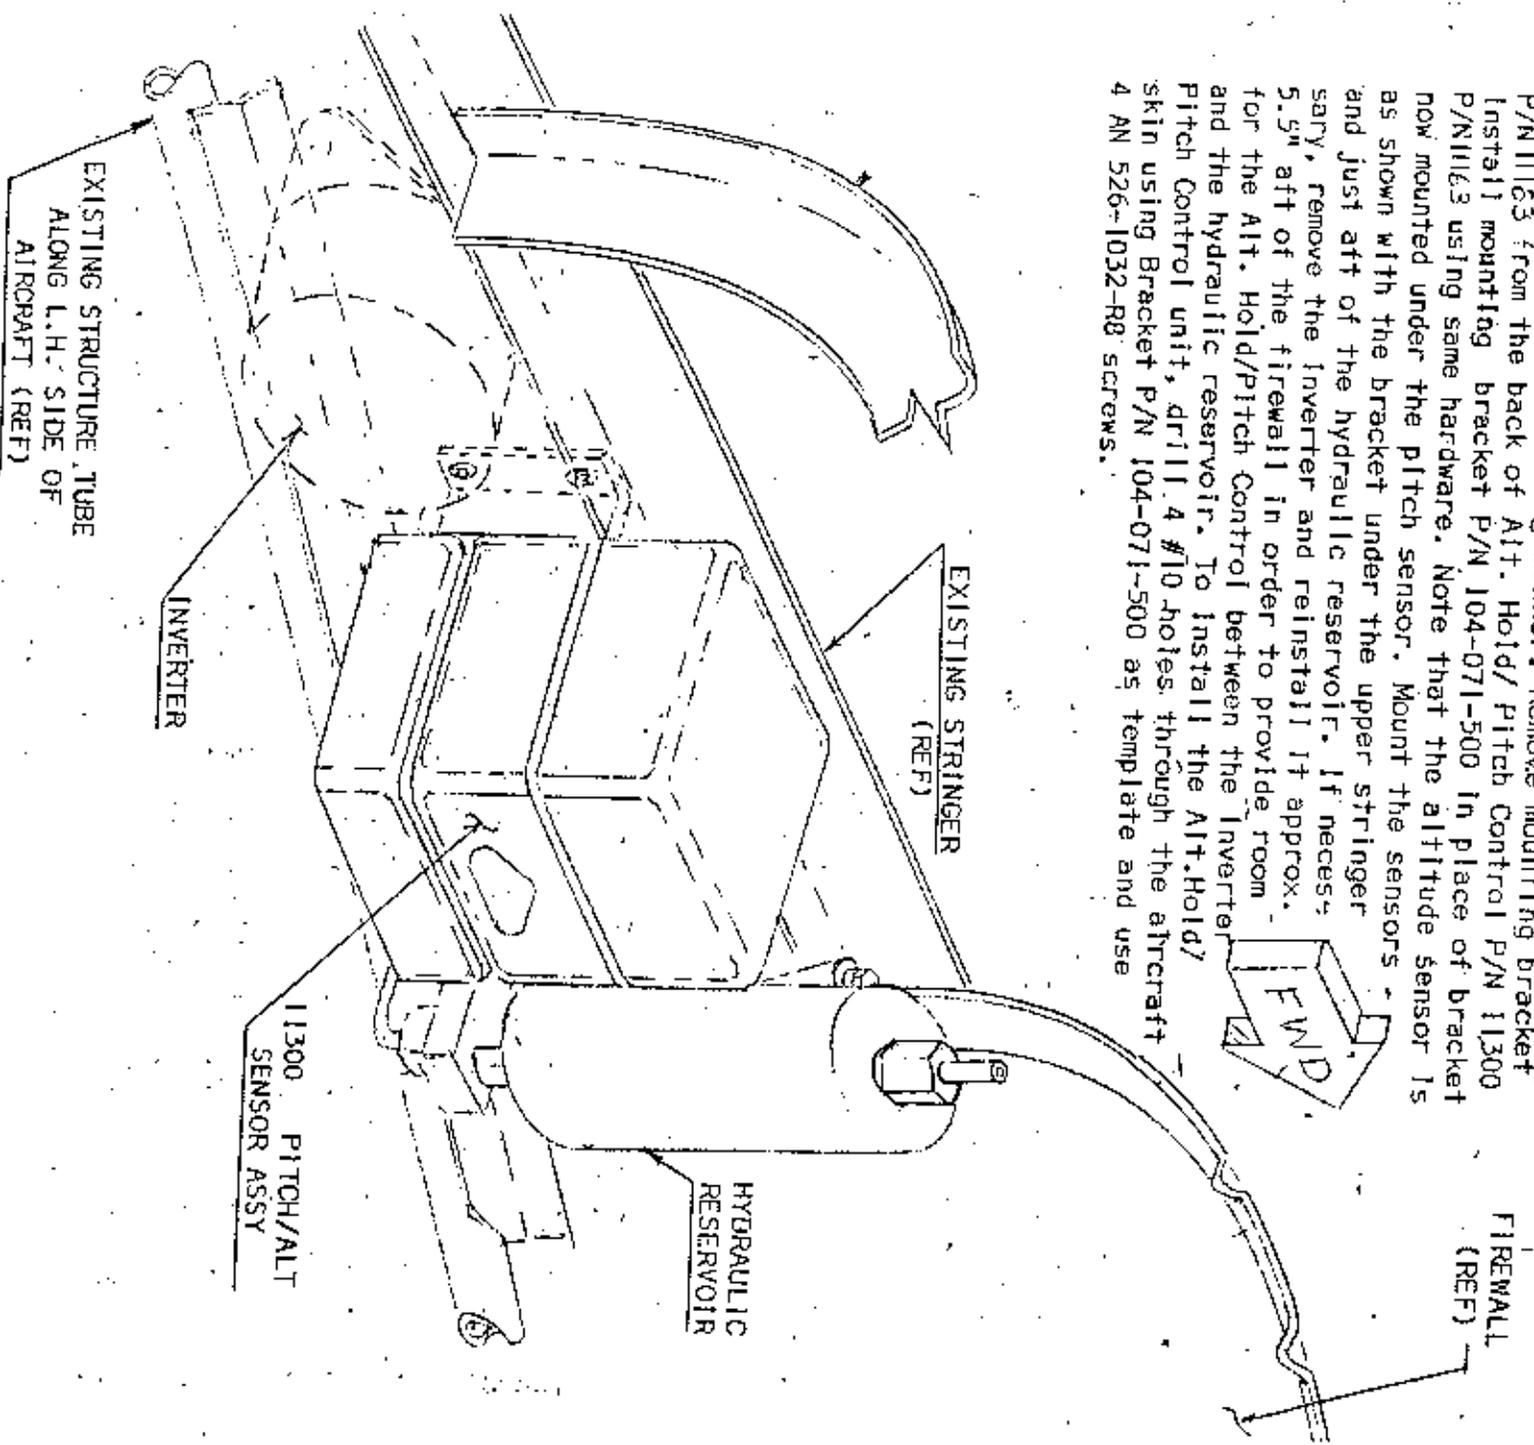 P/N 11163 from the back of Alt. Hold/ Pitch Control P/N 11300
Remove mounting bracket
Install mounting bracket P/N 104-071-500 in place of bracket
P/N11163 using same hardware. Note that the altitude sensor is
now mounted under the pitch sensor. Mount the sensors
as shown with the bracket under the upper stringer
and just aft of the hydraulic reservoir. If neces-
sary, remove the inverter and reinstall it approx.
5.5" aft of the firewall in order to provide room
for the Alt. Hold/Pitch Control between the inverter
and the hydraulic reservoir. To install the Alt.Hold/
Pitch Control unit, drill 4 #10 holes through the aircraft
skin using Bracket P/N 104-071-500 as template and use
4 AN 526-1032-R8 screws.
FWD
FIREWALL
(REF)
EXISTING STRINGER
(REF)
HYDRAULIC
RESERVOIR
11300 PITCH/ALT
SENSOR ASSY
INVERTER
EXISTING STRUCTURE TUBE
ALONG L.H. SIDE OF
AIRCRAFT (REF)